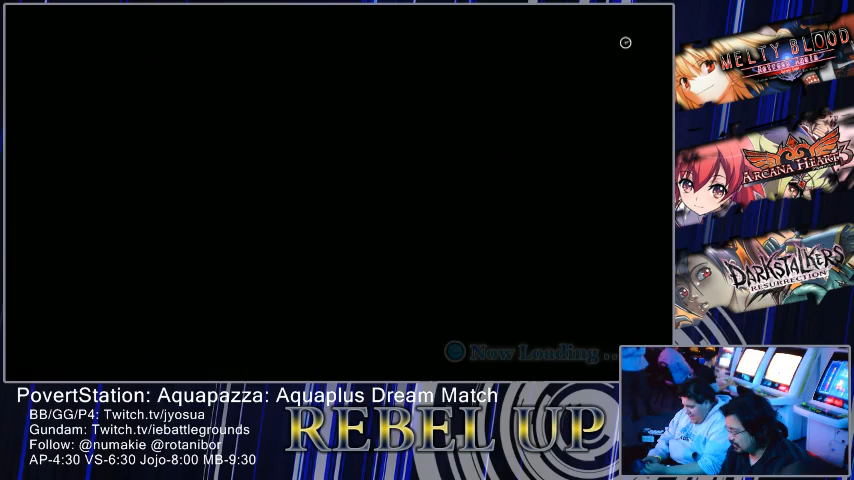 MELTY BLOOD
Actress Again
ARCANA HEART 3
DARKSTALKERS
RESURRECTION
Now Loading ..
PovertStation: Aquapazza: Aquaplus Dream Match
BB/GG/P4: Twitch.tv/jyosua
Gundam: Twitch.tv/iebattlegrounds
Follow: @numakie @rotanibor
AP-4:30 VS-6:30 Jojo-8:00 MB-9:30
REBEL UP